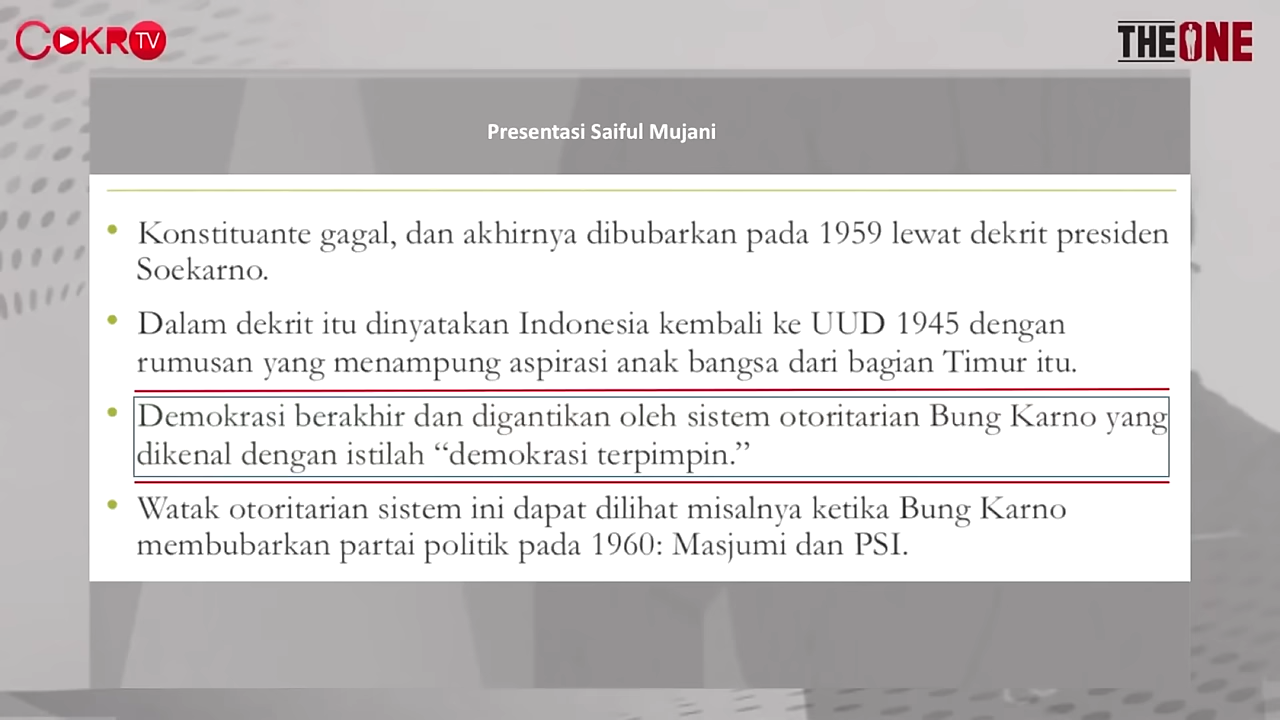 COKRO TV
THE ONE
Presentasi Saiful Mujani
• Konstituante gagal, dan akhirnya dibubarkan pada 1959 lewat dekrit presiden
Soekarno.
• Dalam dekrit itu dinyatakan Indonesia kembali ke UUD 1945 dengan
rumusan yang menampung aspirasi anak bangsa dari bagian Timur itu.
• Demokrasi berakhir dan digantikan oleh sistem otoritarian Bung Karno yang
dikenal dengan istilah “demokrasi terpimpin.”
• Watak otoritarian sistem ini dapat dilihat misalnya ketika Bung Karno
membubarkan partai politik pada 1960: Masjumi dan PSI.